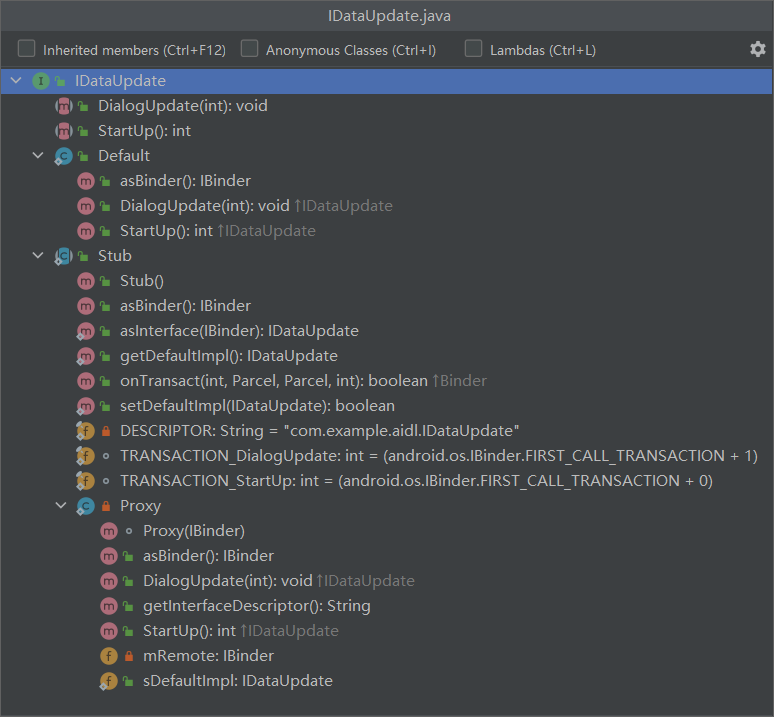 IDataUpdate.java
Inherited members (Ctrl+F12) Anonymous Classes (Ctrl+I) Lambdas (Ctrl+L)
I IDataUpdate
m DialogUpdate(int): void
m StartUp(): int
C Default
m asBinder(): IBinder
m DialogUpdate(int): void ↑IDataUpdate
m StartUp(): int ↑IDataUpdate
C Stub
m Stub()
m asBinder(): IBinder
m asInterface(IBinder): IDataUpdate
m getDefaultImpl(): IDataUpdate
m onTransact(int, Parcel, Parcel, int): boolean ↑Binder
m setDefaultImpl(IDataUpdate): boolean
f DESCRIPTOR: String = "com.example.aidl.IDataUpdate"
f TRANSACTION_DialogUpdate: int = (android.os.IBinder.FIRST_CALL_TRANSACTION + 1)
f TRANSACTION_StartUp: int = (android.os.IBinder.FIRST_CALL_TRANSACTION + 0)
C Proxy
m Proxy(IBinder)
m asBinder(): IBinder
m DialogUpdate(int): void ↑IDataUpdate
m getInterfaceDescriptor(): String
m StartUp(): int ↑IDataUpdate
f mRemote: IBinder
f sDefaultImpl: IDataUpdate